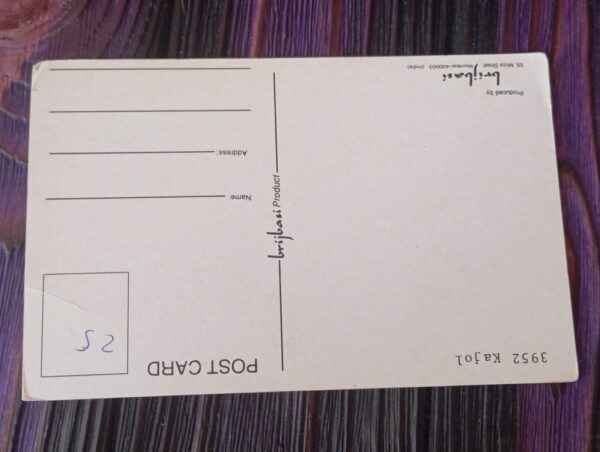 3952 Kajol
POST CARD
25
brijbasi Product
Name:
Address:
Produced by
brijbasi
58, Mirza Street, Mumbai-400003 (India)